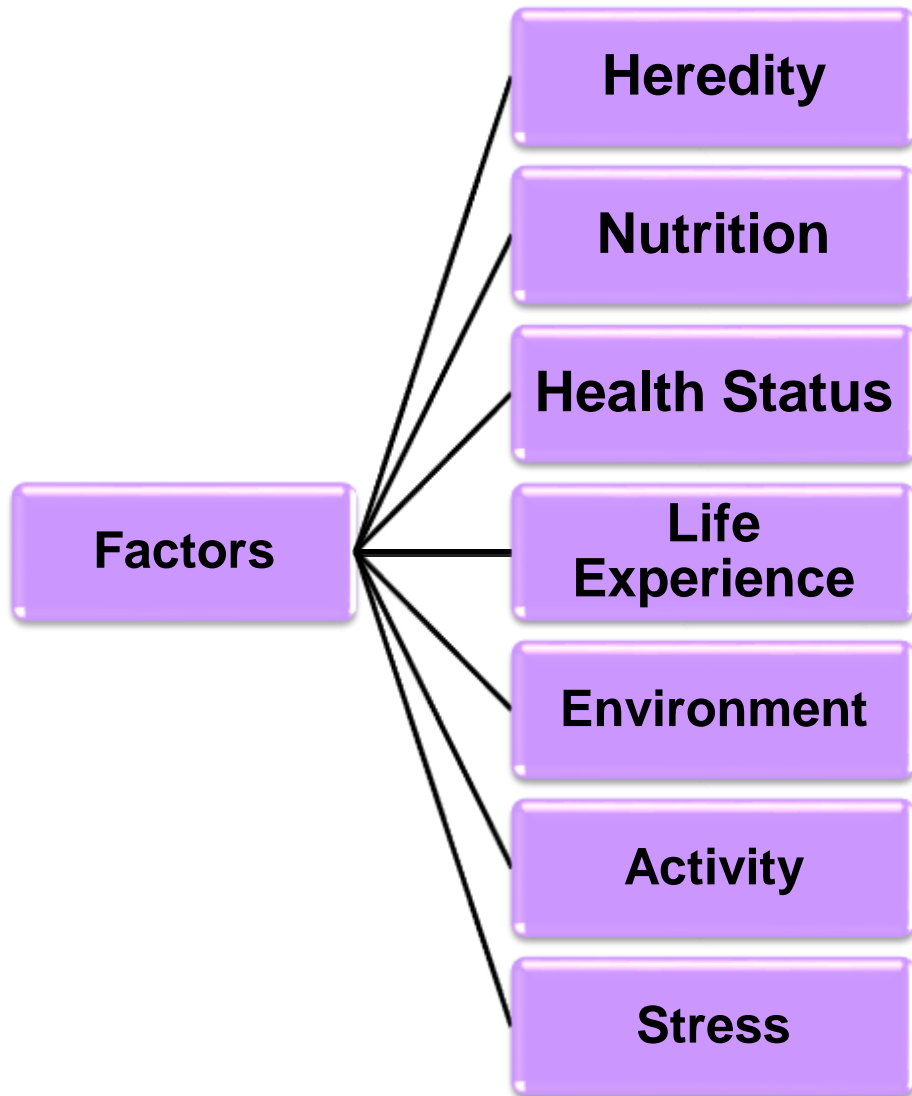 Heredity
Nutrition
Health Status
Factors
Life
Experience
Environment
Activity
Stress